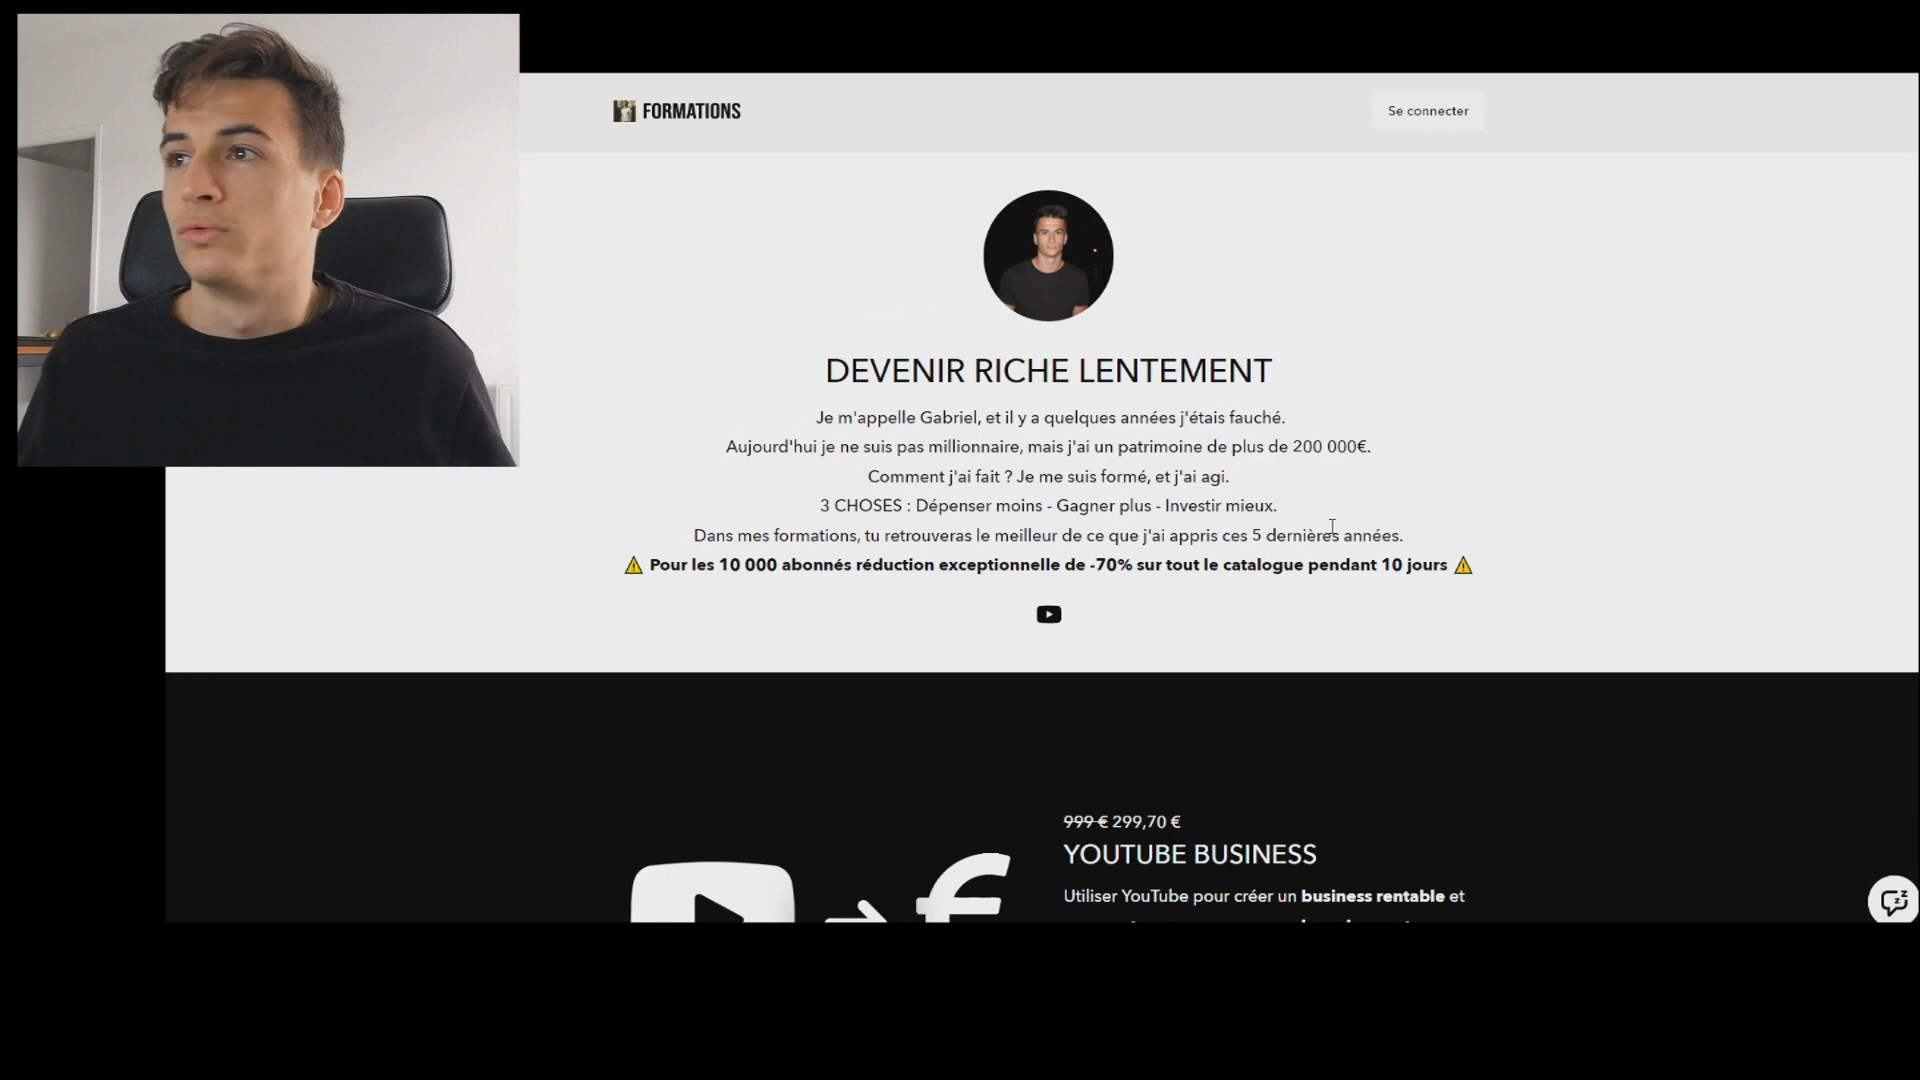 FORMATIONS
Se connecter
DEVENIR RICHE LENTEMENT
Je m'appelle Gabriel, et il y a quelques années j'étais fauché.
Aujourd'hui je ne suis pas millionnaire, mais j'ai un patrimoine de plus de 200 000€.
Comment j'ai fait ? Je me suis formé, et j'ai agi.
3 CHOSES : Dépenser moins - Gagner plus - Investir mieux.
Dans mes formations, tu retrouveras le meilleur de ce que j'ai appris ces 5 dernières années.
⚠️ Pour les 10 000 abonnés réduction exceptionnelle de -70% sur tout le catalogue pendant 10 jours ⚠️
999 € 299,70 €
YOUTUBE BUSINESS
Utiliser YouTube pour créer un business rentable et